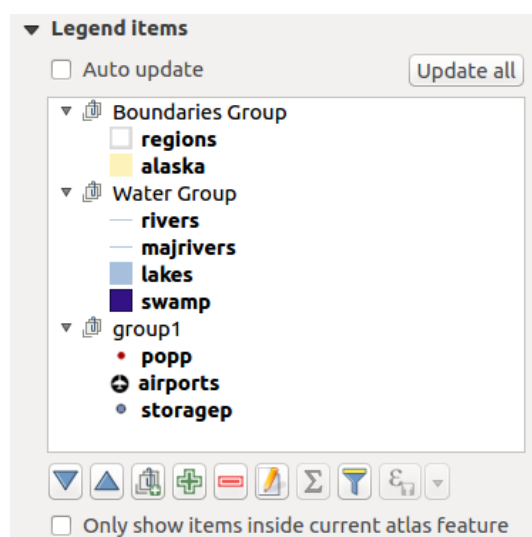 Legend items
Auto update
Update all
Boundaries Group
regions
alaska
Water Group
rivers
majrivers
lakes
swamp
group1
popp
airports
storagep
Σ
ε
Only show items inside current atlas feature